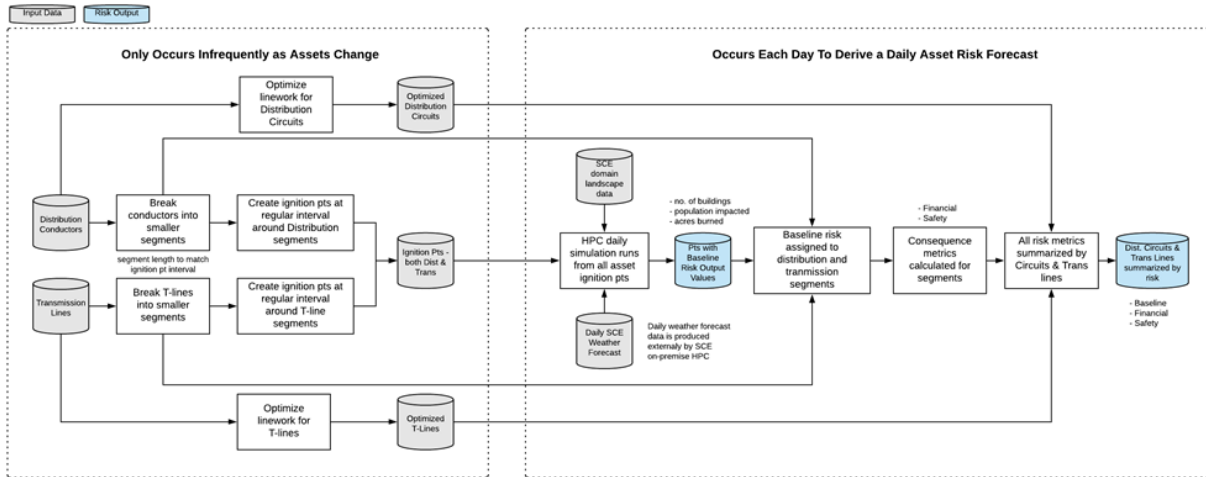 Input Data
Risk Output
Only Occurs Infrequently as Assets Change
Occurs Each Day To Derive a Daily Asset Risk Forecast
Optimize
linework for
Distribution
Circuits
Optimized
Distribution
Circuits
Distribution
Conductors
Break
conductors into
smaller
segments
segment length to match
ignition pt interval
Create ignition pts at
regular interval
around Distribution
segments
Transmission
Lines
Break T-lines
into smaller
segments
Create ignition pts at
regular interval
around T-line
segments
Ignition Pts -
both Dist &
Trans
Optimize
linework for
T-lines
Optimized
T-Lines
SCE
domain
landscape
data
HPC daily
simulation runs
from all asset
ignition pts
Daily SCE
Weather
Forecast
Daily weather forecast
data is produced
externaly by SCE
on-premise HPC
- no. of buildings
- population impacted
- acres burned
Pts with
Baseline
Risk Output
Values
Baseline risk
assigned to
distribution and
tranmission
segments
- Financial
- Safety
Consequence
metrics
calculated for
segments
All risk metrics
summarized by
Circuits & Trans
lines
Dist. Circuits &
Trans Lines
summarized by
risk
- Baseline
- Financial
- Safety